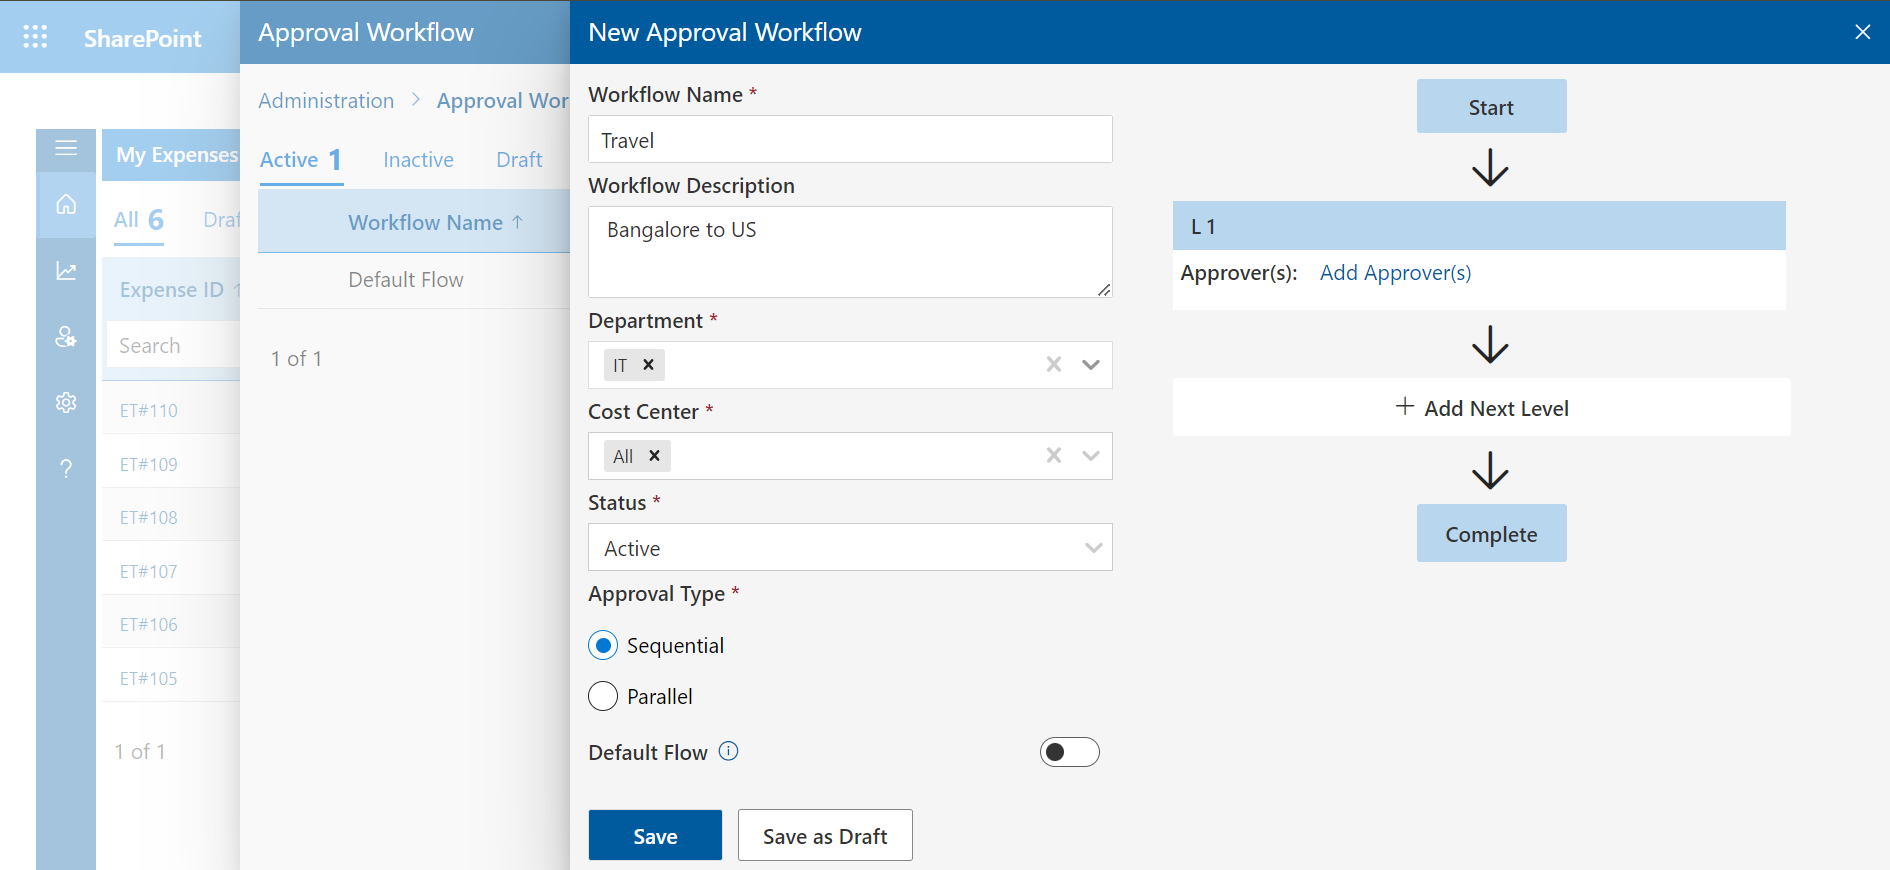 SharePoint
My Expenses
All 6
Expense ID ↑
Search
ET#110
ET#109
ET#108
ET#107
ET#106
ET#105
1 of 1
Approval Workflow
Administration > Approval Wor
Active 1 Inactive Draft
Workflow Name ↑
Default Flow
1 of 1
New Approval Workflow
Workflow Name *
Travel
Workflow Description
Bangalore to US
Department *
IT
Cost Center *
All
Status *
Active
Approval Type *
Sequential
Parallel
Default Flow
Save Save as Draft
Start
L 1
Approver(s): Add Approver(s)
+ Add Next Level
Complete